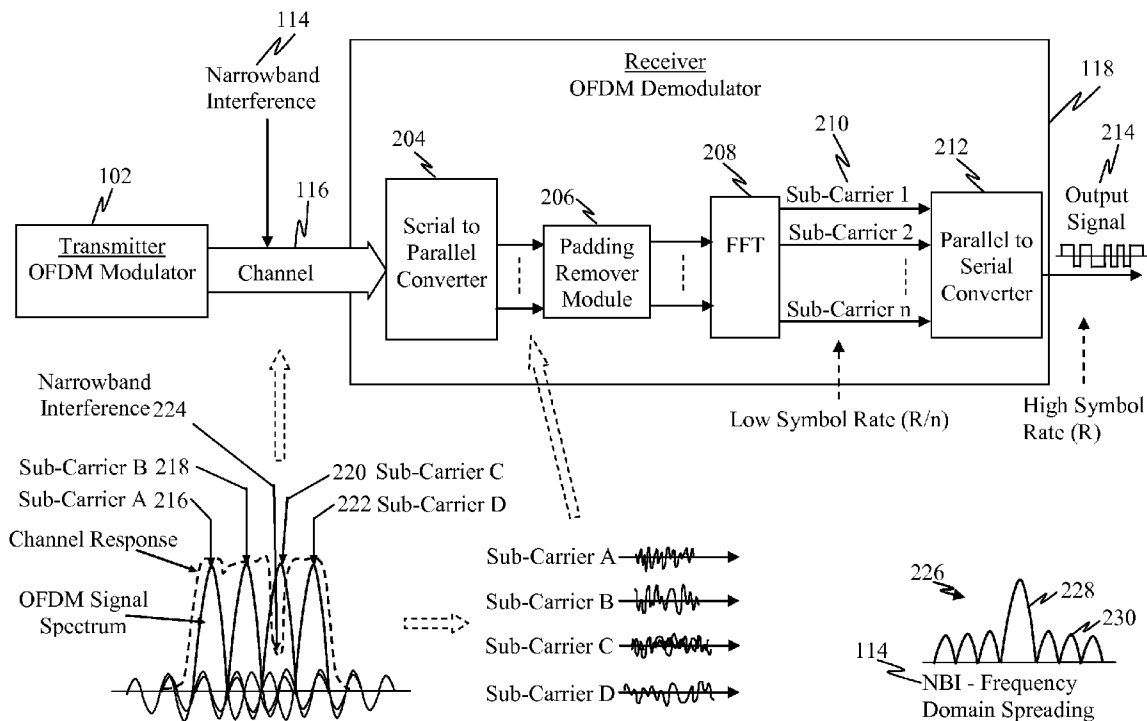 114
Narrowband
Interference
Receiver
OFDM Demodulator
118
102
Transmitter
OFDM Modulator
116
Channel
204
Serial to
Parallel
Converter
206
Padding
Remover
Module
208
FFT
210
Sub-Carrier 1
Sub-Carrier 2
Sub-Carrier n
212
Parallel to
Serial
Converter
214
Output
Signal
Low Symbol Rate (R/n)
High Symbol
Rate (R)
Narrowband
Interference 224
Sub-Carrier B 218
Sub-Carrier A 216
220 Sub-Carrier C
222 Sub-Carrier D
Channel Response
OFDM Signal
Spectrum
Sub-Carrier A
Sub-Carrier B
Sub-Carrier C
Sub-Carrier D
226
228
230
114
NBI - Frequency
Domain Spreading